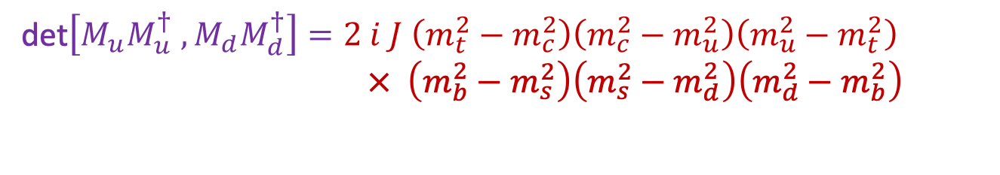 det[M_u M_u^† , M_d M_d^†] = 2 i J (m_t^2 − m_c^2)(m_c^2 − m_u^2)(m_u^2 − m_t^2)
× (m_b^2 − m_s^2)(m_s^2 − m_d^2)(m_d^2 − m_b^2)